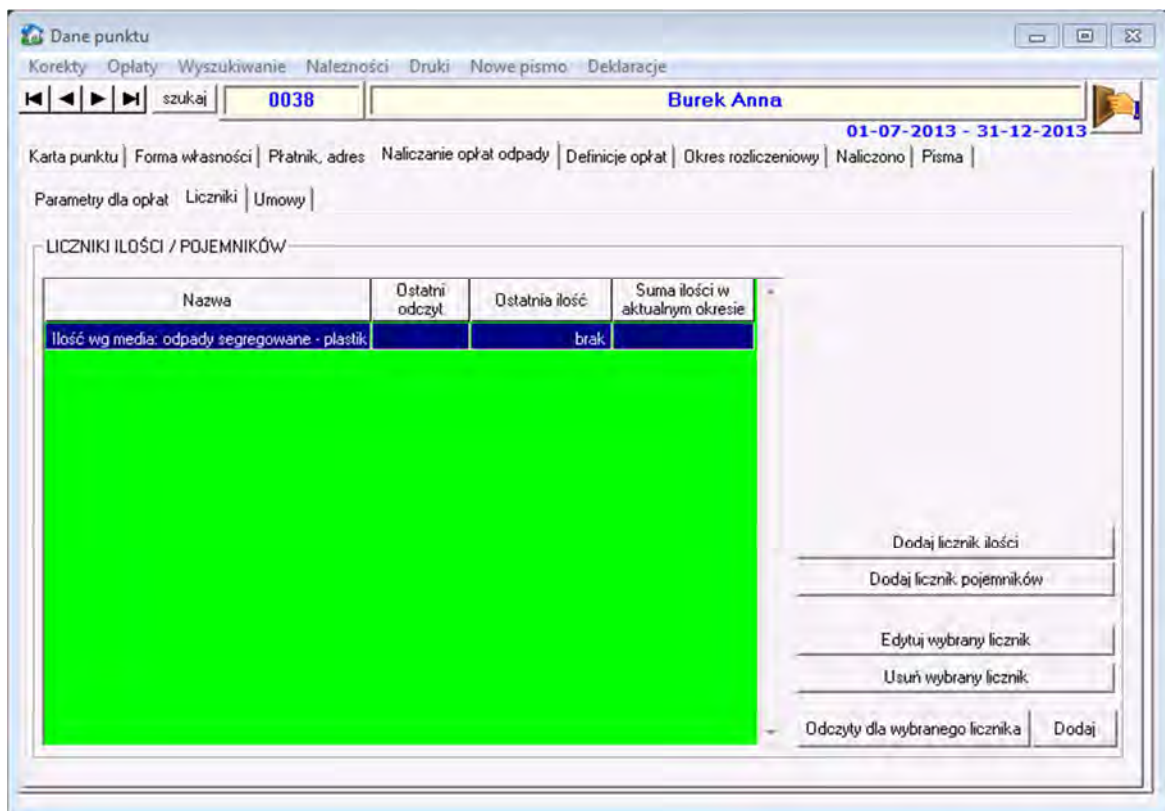 Dane punktu
Korekty Opłaty Wyszukiwanie Należności Druki Nowe pismo Deklaracje
szukaj 0038 Burek Anna
01-07-2013 - 31-12-2013
Karta punktu Forma własności Płatnik, adres Naliczanie opłat odpady Definicje opłat Okres rozliczeniowy Naliczono Pisma
Parametry dla opłat Liczniki Umowy
LICZNIKI ILOŚCI / POJEMNIKÓW
Nazwa Ostatni odczyt Ostatnia ilość Suma ilości w aktualnym okresie
Ilość wg media: odpady segregowane - plastik brak
Dodaj licznik ilości
Dodaj licznik pojemników
Edytuj wybrany licznik
Usuń wybrany licznik
Odczyty dla wybranego licznika Dodaj